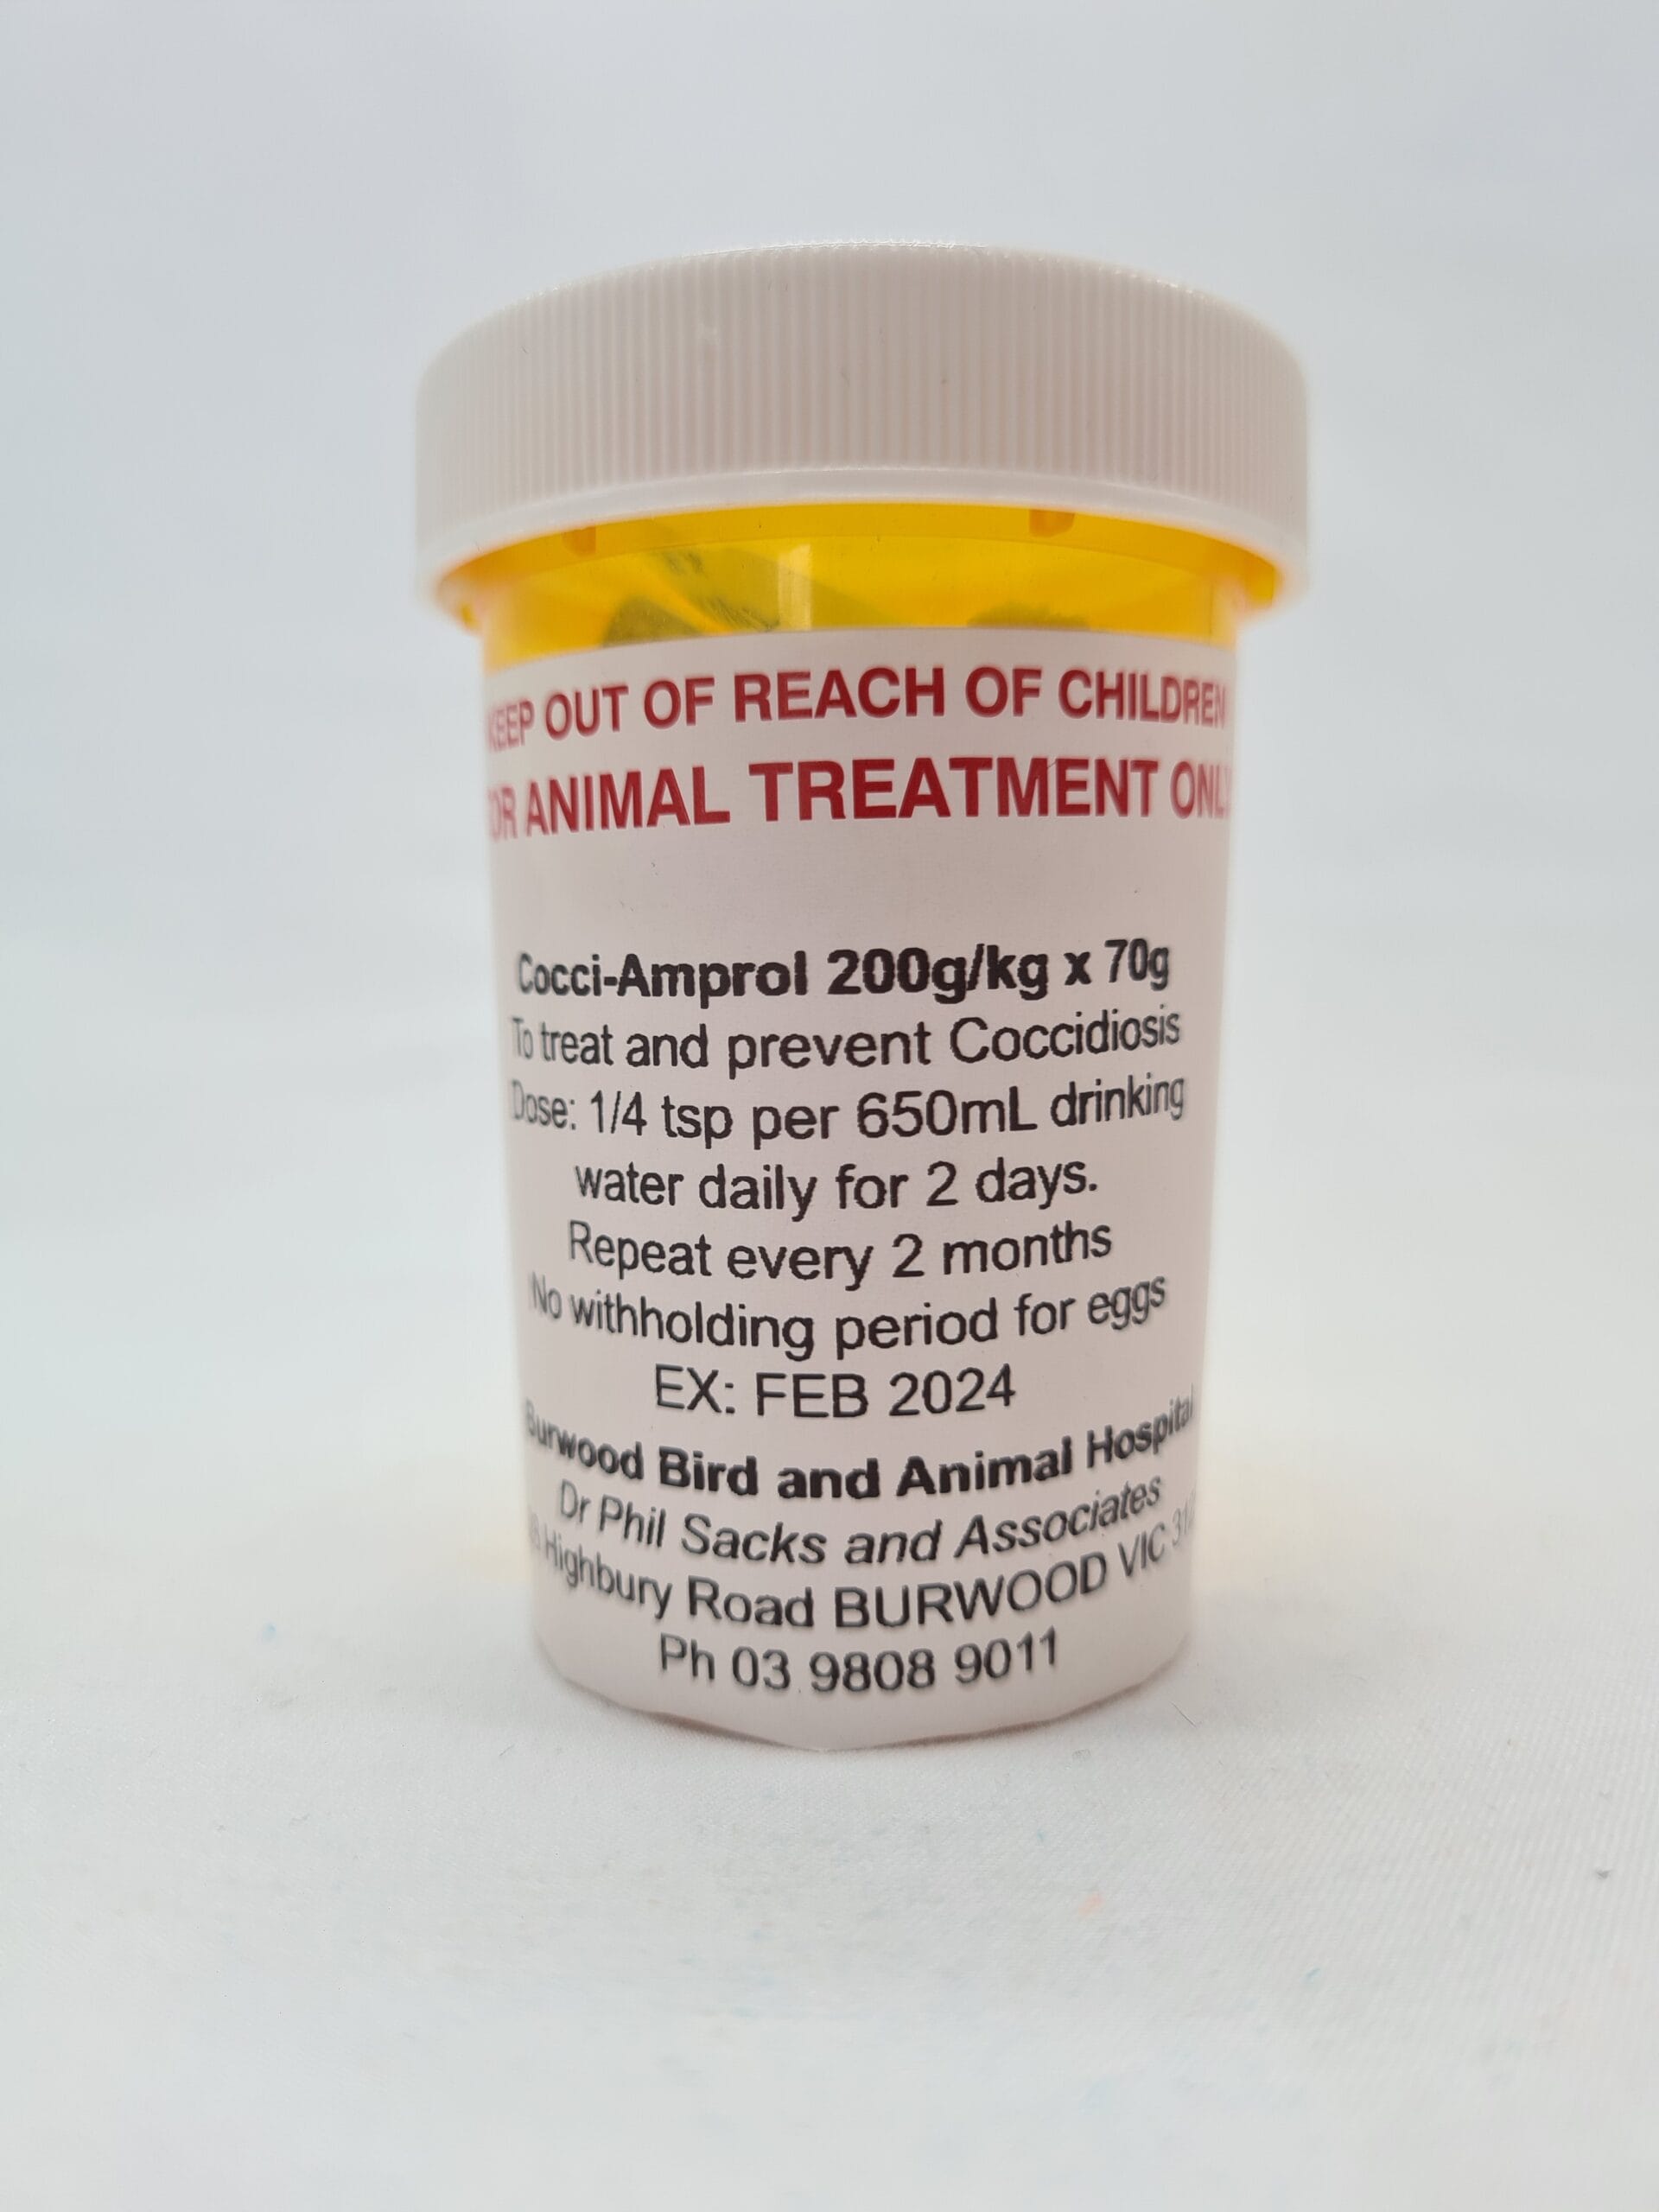 KEEP OUT OF REACH OF CHILDREN
FOR ANIMAL TREATMENT ONLY
Cocci-Amprol 200g/kg x 70g
To treat and prevent Coccidiosis
Dose: 1/4 tsp per 650mL drinking
water daily for 2 days.
Repeat every 2 months
No withholding period for eggs
EX: FEB 2024
Burwood Bird and Animal Hospital
Dr Phil Sacks and Associates
Highbury Road BURWOOD VIC
Ph 03 9808 9011